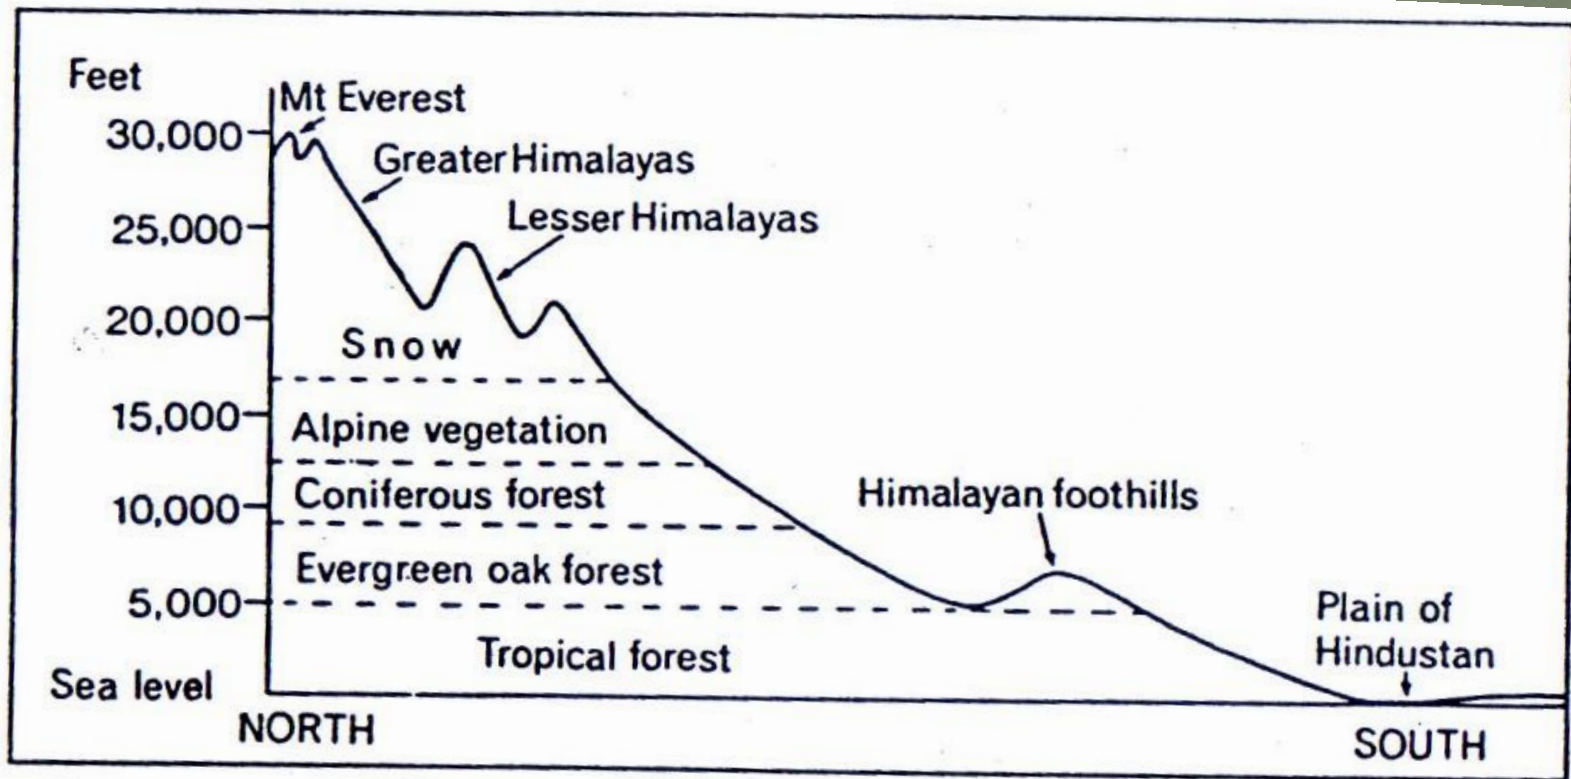 Feet
Mt Everest
30,000
Greater Himalayas
Lesser Himalayas
25,000
20,000
Snow
15,000
Alpine vegetation
Coniferous forest
10,000
Himalayan foothills
Evergreen oak forest
5,000
Plain of
Hindustan
Tropical forest
Sea level
NORTH
SOUTH